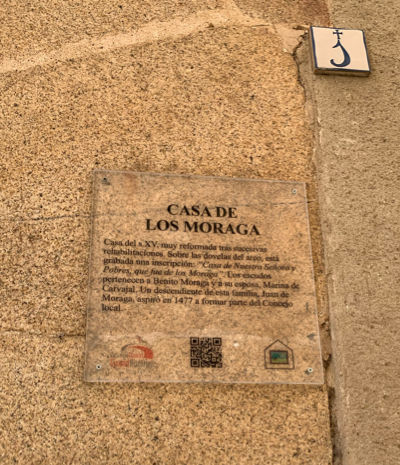 CASA DE
LOS MORAGA
Casa del s.XV, muy reformada tras sucesivas
rehabilitaciones. Sobre las dovelas del arco, está
grabada una inscripción: "Casa de Nuestra Señora y
Pobres, que fue de los Moraga". Los escudos
pertenecen a Benito Moraga y a su esposa, Marina de
Carvajal. Un descendiente de esta familia, Juan de
Moraga, aspiró en 1477 a formar parte del Concejo
local.